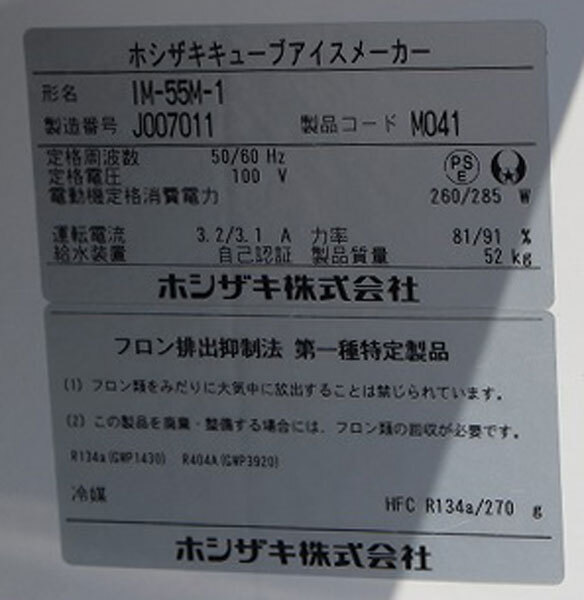 ホシザキキューブアイスメーカー
形名 IM-55M-1
製造番号 J007011 製品コード M041
定格周波数 50/60 Hz
定格電圧 100 V
電動機定格消費電力 260/285 W
PS E
運転電流 3.2/3.1 A 力率 81/91 %
給水装置 自己認証 製品質量 52 kg
ホシザキ株式会社
フロン排出抑制法 第一種特定製品
(1) フロン類をみだりに大気中に放出することは禁じられています。
(2) この製品を廃棄・整備する場合には、フロン類の回収が必要です。
R134a(GWP1430) R404A(GWP3920)
冷媒 HFC R134a/270 g
ホシザキ株式会社